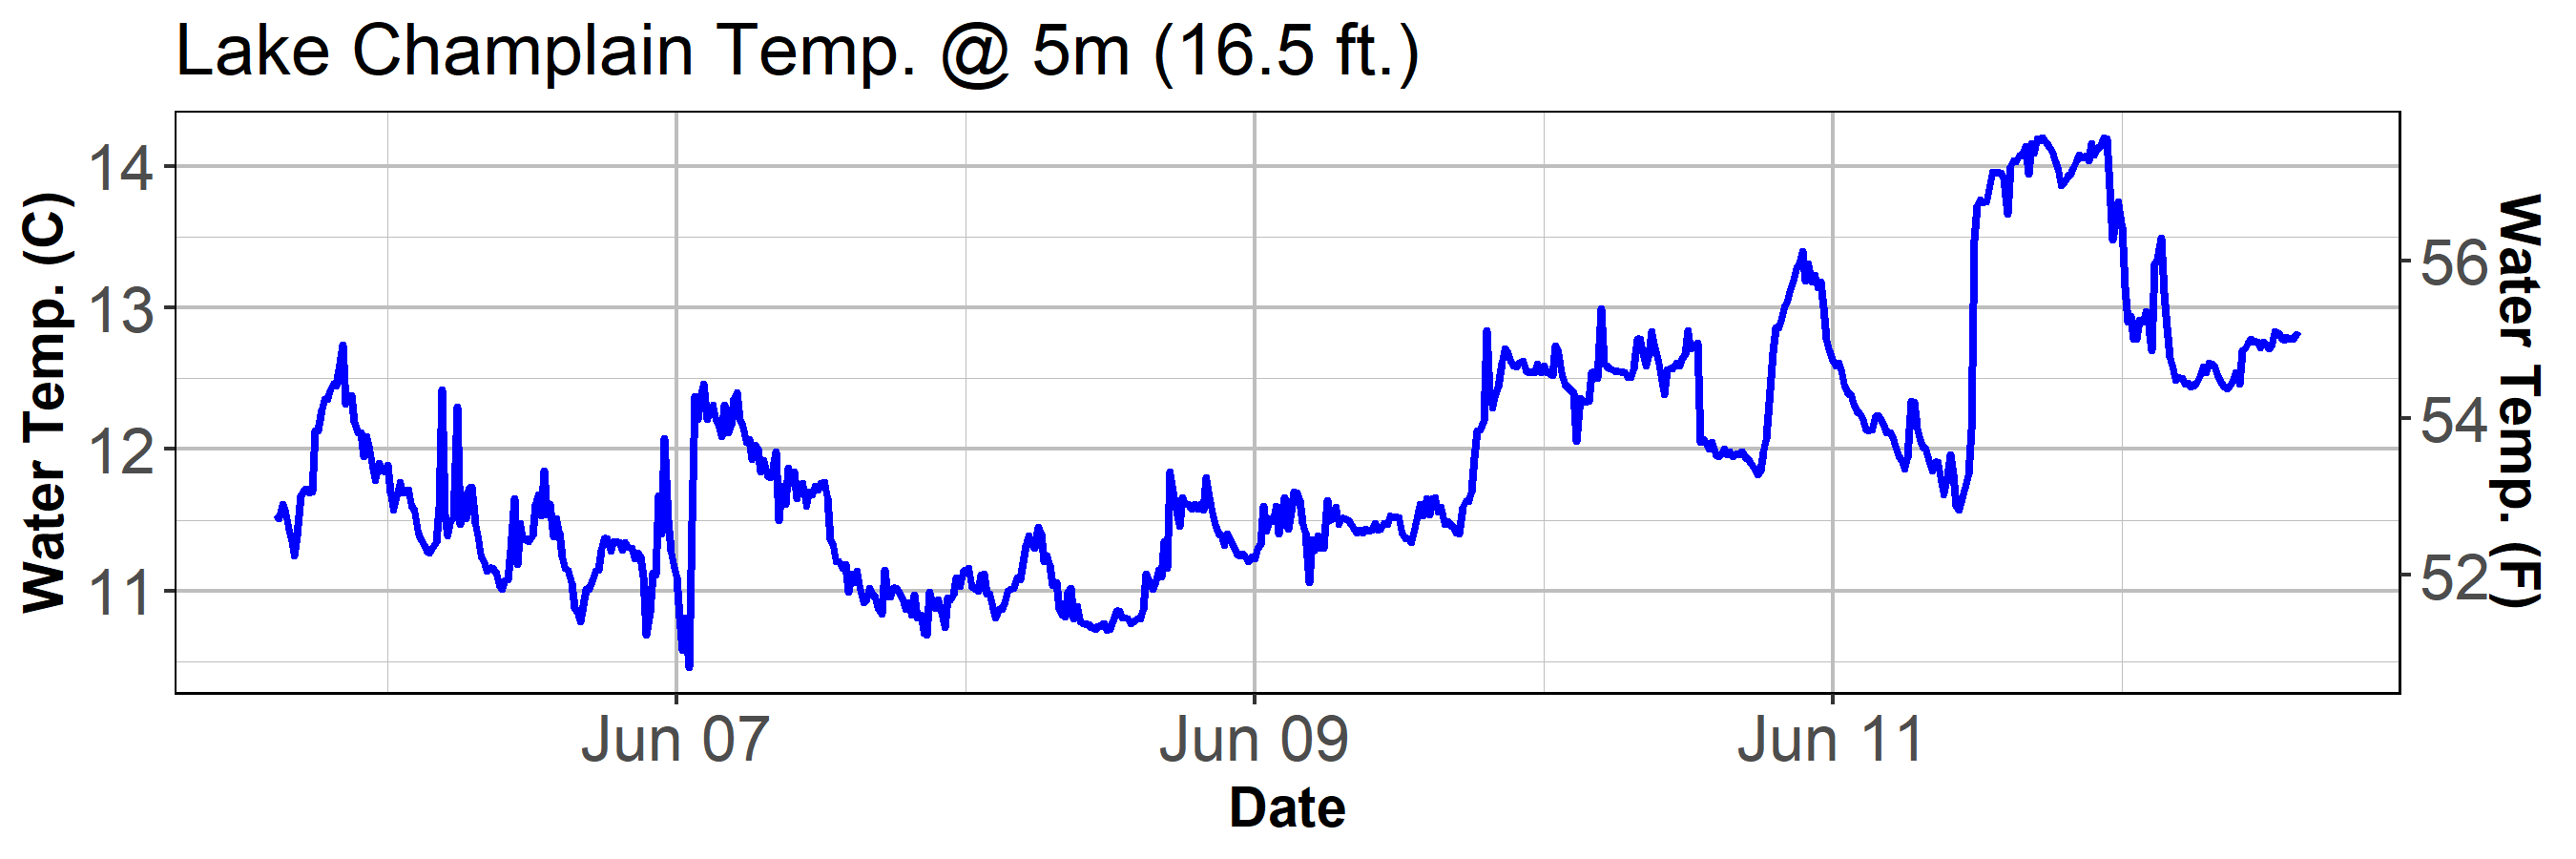 Lake Champlain Temp. @ 5m (16.5 ft.)
Water Temp. (C)
14
13
12
11
56
54
52
Water Temp. (F)
Jun 07 Jun 09 Jun 11
Date